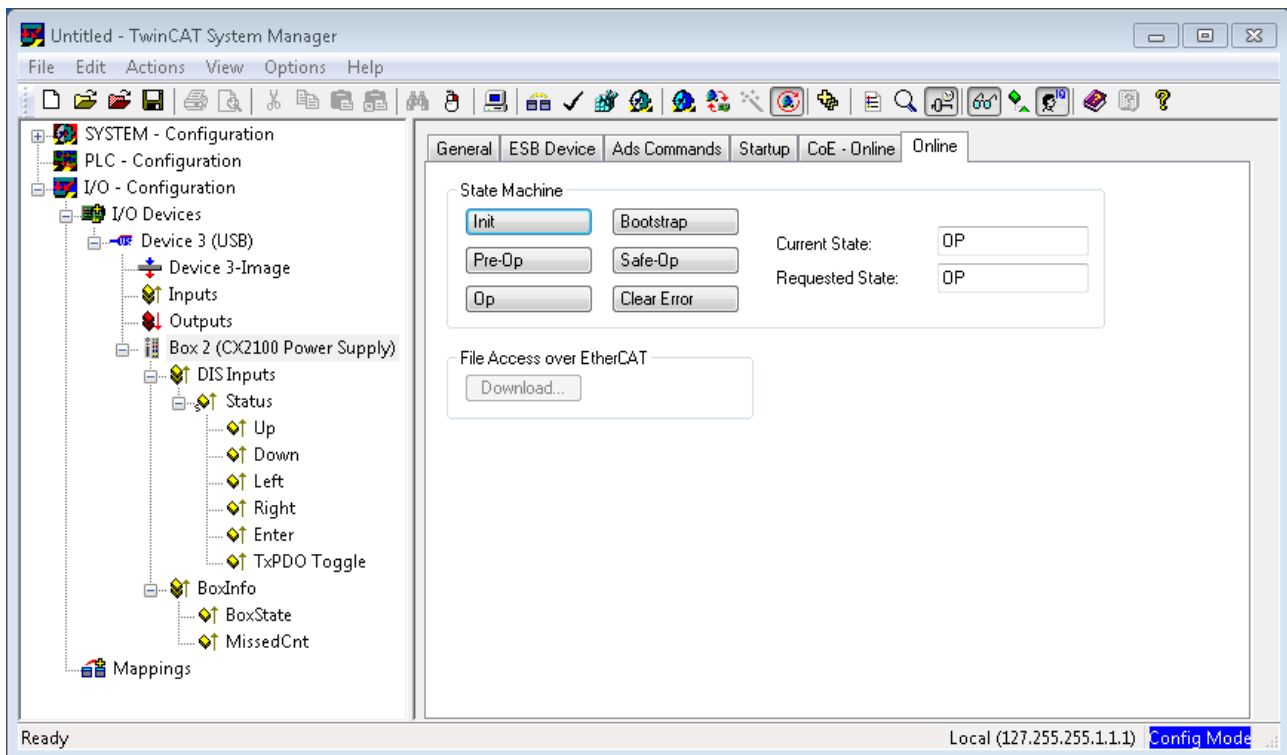 Untitled - TwinCAT System Manager
File Edit Actions View Options Help
SYSTEM - Configuration
PLC - Configuration
I/O - Configuration
I/O Devices
Device 3 (USB)
Device 3-Image
Inputs
Outputs
Box 2 (CX2100 Power Supply)
DIS Inputs
Status
Up
Down
Left
Right
Enter
TxPDO Toggle
BoxInfo
BoxState
MissedCnt
Mappings
General ESB Device Ads Commands Startup CoE - Online Online
State Machine
Init Bootstrap
Current State: OP
Pre-Op Safe-Op
Requested State: OP
Op Clear Error
File Access over EtherCAT
Download...
Ready Local (127.255.255.1.1.1) Config Mode